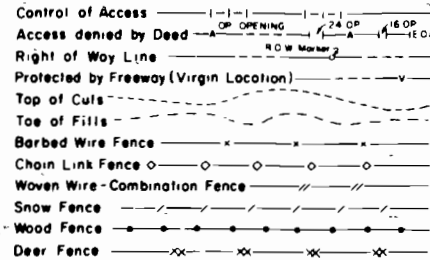 Control of Access
OP OPENING 24 OP 16 OP
Access denied by Deed A A E.O.
R O W Marker
Right of Way Line
Protected by Freeway (Virgin Location) V
Top of Cuts
Toe of Fills
Barbed Wire Fence
Chain Link Fence
Woven Wire-Combination Fence
Snow Fence
Wood Fence
Deer Fence